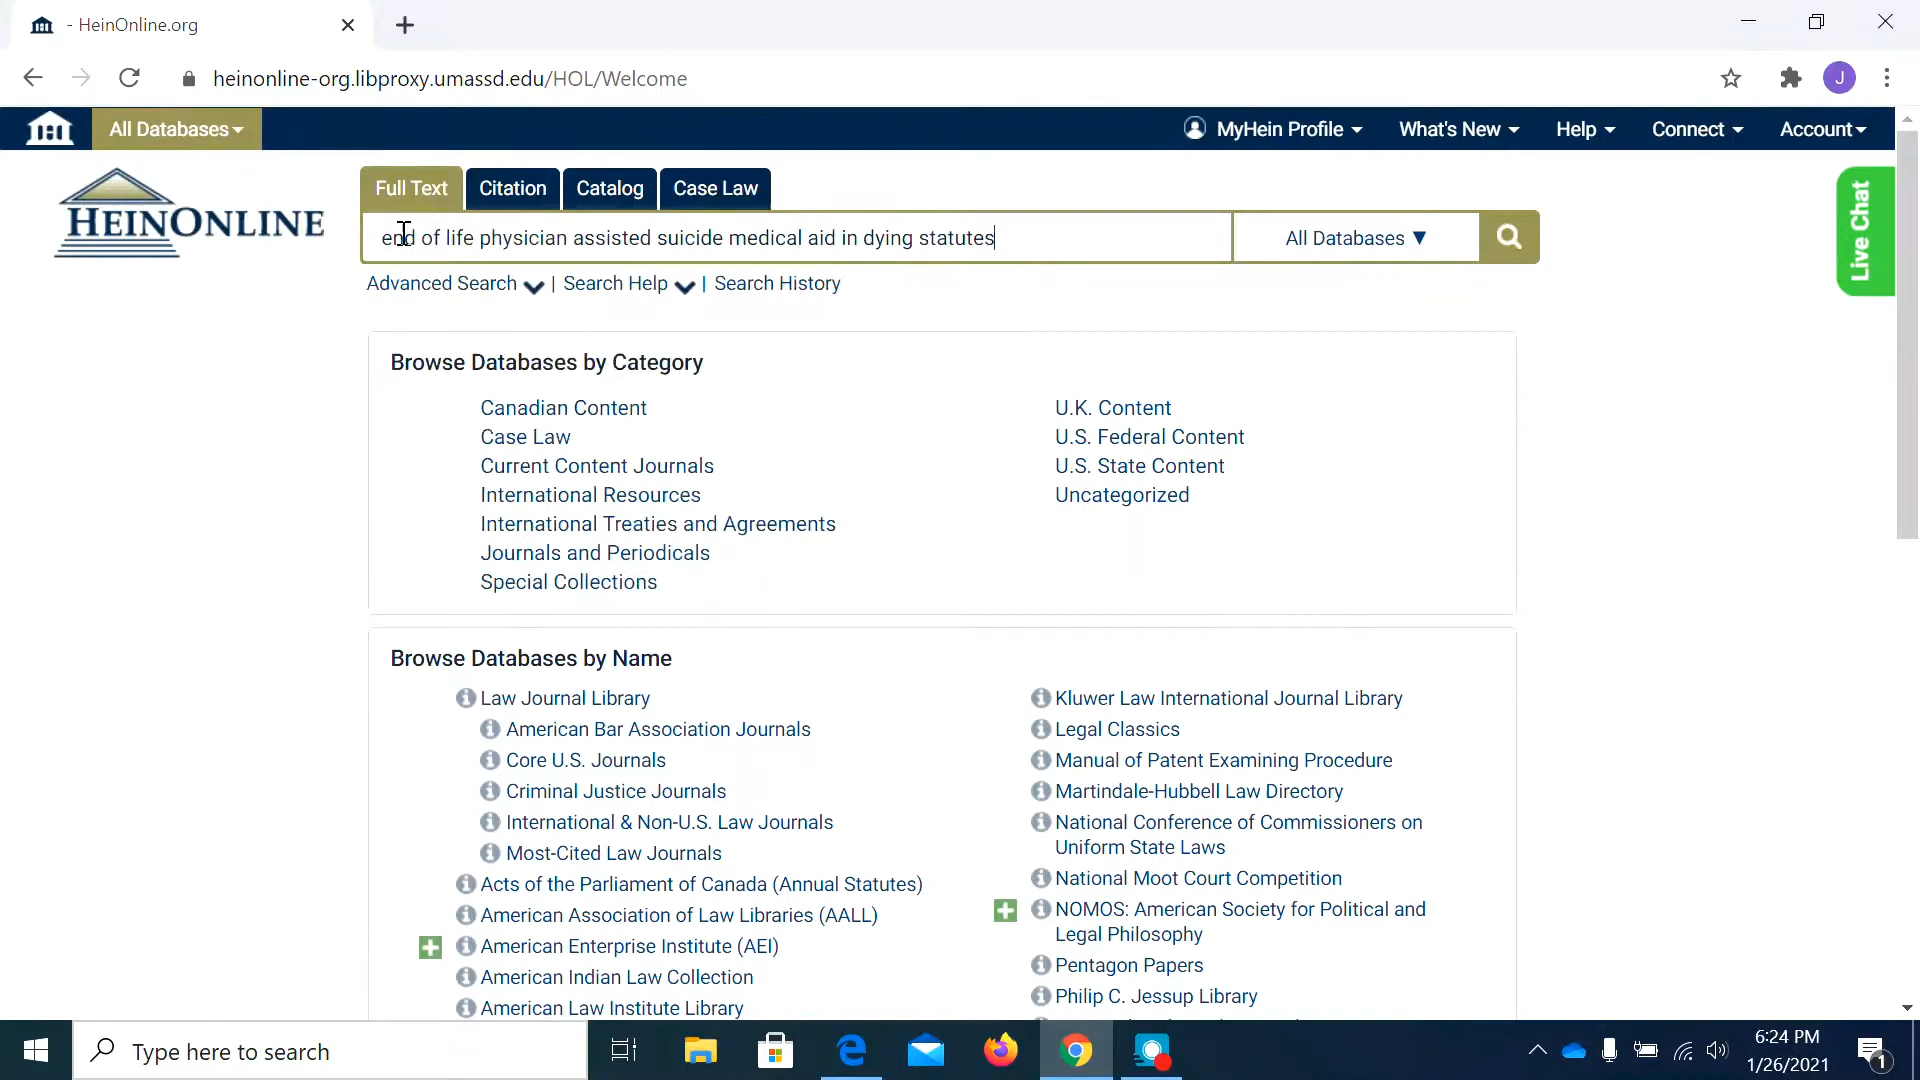 - HeinOnline.org
heinonline-org.libproxy.umassd.edu/HOL/Welcome
J
All Databases
MyHein Profile
What's New
Help
Connect
Account
HEINONLINE
Full Text
Citation
Catalog
Case Law
end of life physician assisted suicide medical aid in dying statutes
All Databases ▼
Advanced Search | Search Help | Search History
Live Chat
Browse Databases by Category
Canadian Content
Case Law
Current Content Journals
International Resources
International Treaties and Agreements
Journals and Periodicals
Special Collections
U.K. Content
U.S. Federal Content
U.S. State Content
Uncategorized
Browse Databases by Name
Law Journal Library
American Bar Association Journals
Core U.S. Journals
Criminal Justice Journals
International & Non-U.S. Law Journals
Most-Cited Law Journals
Acts of the Parliament of Canada (Annual Statutes)
American Association of Law Libraries (AALL)
American Enterprise Institute (AEI)
American Indian Law Collection
American Law Institute Library
Kluwer Law International Journal Library
Legal Classics
Manual of Patent Examining Procedure
Martindale-Hubbell Law Directory
National Conference of Commissioners on
Uniform State Laws
National Moot Court Competition
NOMOS: American Society for Political and
Legal Philosophy
Pentagon Papers
Philip C. Jessup Library
Type here to search
6:24 PM
1/26/2021
1